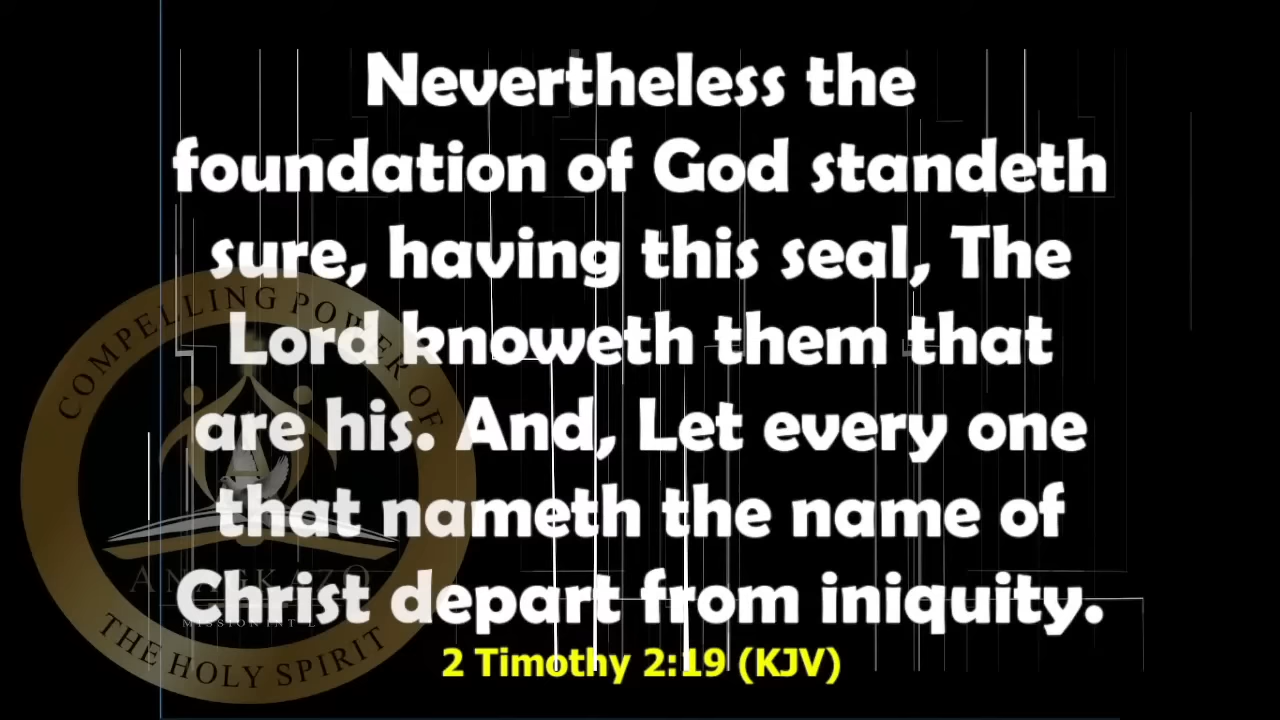 Nevertheless the
foundation of God standeth
sure, having this seal, The
Lord knoweth them that
are his. And, Let every one
that nameth the name of
Christ depart from iniquity.
2 Timothy 2:19 (KJV)
COMPELLING POWER OF
THE HOLY SPIRIT